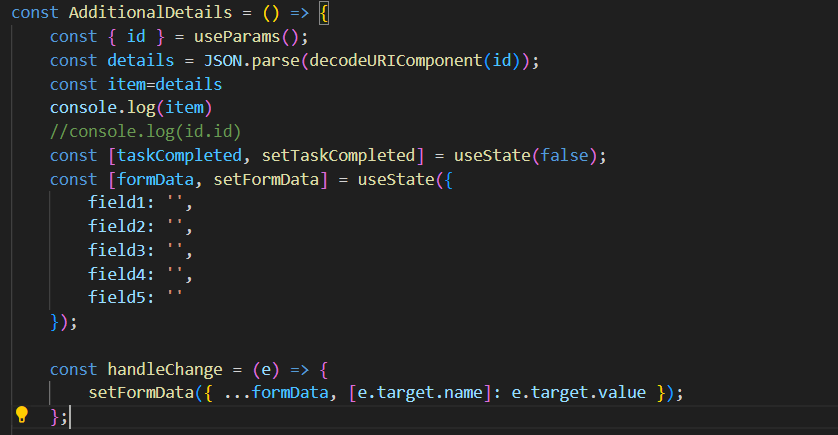 const AdditionalDetails = () => {
    const { id } = useParams();
    const details = JSON.parse(decodeURIComponent(id));
    const item=details
    console.log(item)
    //console.log(id.id)
    const [taskCompleted, setTaskCompleted] = useState(false);
    const [formData, setFormData] = useState({
        field1: '',
        field2: '',
        field3: '',
        field4: '',
        field5: ''
    });

    const handleChange = (e) => {
        setFormData({ ...formData, [e.target.name]: e.target.value });
    };